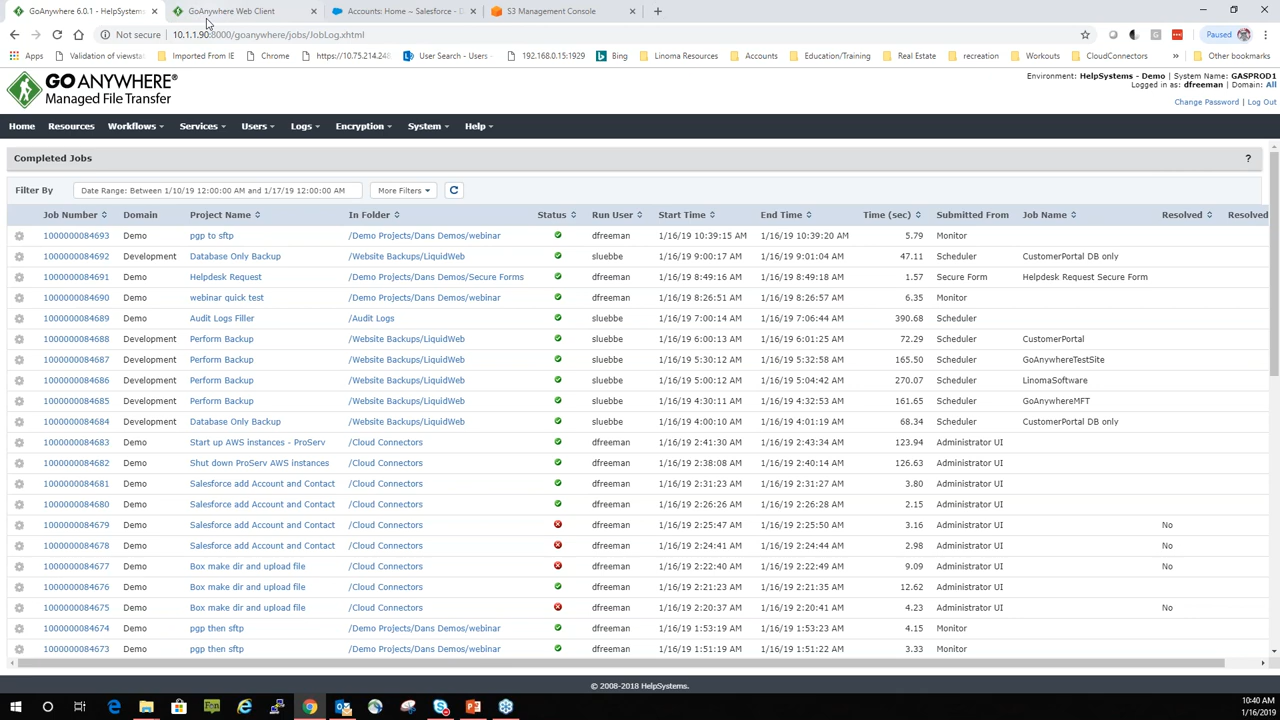 GoAnywhere 6.0.1 - HelpSystems
GoAnywhere Web Client
Accounts: Home ~ Salesforce - D
S3 Management Console
Not secure
10.1.1.90:8000/goanywhere/jobs/JobLog.xhtml
Paused
Apps
Validation of viewstat
Imported From IE
Chrome
https://10.75.214.248
User Search - Users
192.168.0.15:1929
Bing
Linoma Resources
Accounts
Education/Training
Real Estate
recreation
Workouts
CloudConnectors
Other bookmarks
GO ANYWHERE®
Managed File Transfer
Environment: HelpSystems - Demo | System Name: GASPROD1
Logged in as: dfreeman | Domain: All
Change Password | Log Out
Home Resources Workflows Services Users Logs Encryption System Help
Completed Jobs
?
Filter By
Date Range: Between 1/10/19 12:00:00 AM and 1/17/19 12:00:00 AM
More Filters
Job Number Domain Project Name In Folder Status Run User Start Time End Time Time (sec) Submitted From Job Name Resolved Resolved
1000000084693 Demo pgp to sftp /Demo Projects/Dans Demos/webinar dfreeman 1/16/19 10:39:15 AM 1/16/19 10:39:20 AM 5.79 Monitor
1000000084692 Development Database Only Backup /Website Backups/LiquidWeb sluebbe 1/16/19 9:00:17 AM 1/16/19 9:01:04 AM 47.11 Scheduler CustomerPortal DB only
1000000084691 Demo Helpdesk Request /Demo Projects/Dans Demos/Secure Forms dfreeman 1/16/19 8:49:16 AM 1/16/19 8:49:18 AM 1.57 Secure Form Helpdesk Request Secure Form
1000000084690 Demo webinar quick test /Demo Projects/Dans Demos/webinar dfreeman 1/16/19 8:26:51 AM 1/16/19 8:26:57 AM 6.35 Monitor
1000000084689 Demo Audit Logs Filler /Audit Logs sluebbe 1/16/19 7:00:14 AM 1/16/19 7:06:44 AM 390.68 Scheduler
1000000084688 Development Perform Backup /Website Backups/LiquidWeb sluebbe 1/16/19 6:00:13 AM 1/16/19 6:01:25 AM 72.29 Scheduler CustomerPortal
1000000084687 Development Perform Backup /Website Backups/LiquidWeb sluebbe 1/16/19 5:30:12 AM 1/16/19 5:32:58 AM 165.50 Scheduler GoAnywhereTestSite
1000000084686 Development Perform Backup /Website Backups/LiquidWeb sluebbe 1/16/19 5:00:12 AM 1/16/19 5:04:42 AM 270.07 Scheduler LinomaSoftware
1000000084685 Development Perform Backup /Website Backups/LiquidWeb sluebbe 1/16/19 4:30:11 AM 1/16/19 4:32:53 AM 161.65 Scheduler GoAnywhereMFT
1000000084684 Development Database Only Backup /Website Backups/LiquidWeb sluebbe 1/16/19 4:00:10 AM 1/16/19 4:01:19 AM 68.34 Scheduler CustomerPortal DB only
1000000084683 Demo Start up AWS instances - ProServ /Cloud Connectors dfreeman 1/16/19 2:41:30 AM 1/16/19 2:43:34 AM 123.94 Administrator UI
1000000084682 Demo Shut down ProServ AWS instances /Cloud Connectors dfreeman 1/16/19 2:38:08 AM 1/16/19 2:40:14 AM 126.63 Administrator UI
1000000084681 Demo Salesforce add Account and Contact /Cloud Connectors dfreeman 1/16/19 2:31:23 AM 1/16/19 2:31:27 AM 3.80 Administrator UI
1000000084680 Demo Salesforce add Account and Contact /Cloud Connectors dfreeman 1/16/19 2:26:26 AM 1/16/19 2:26:28 AM 2.15 Administrator UI
1000000084679 Demo Salesforce add Account and Contact /Cloud Connectors dfreeman 1/16/19 2:25:47 AM 1/16/19 2:25:50 AM 3.16 Administrator UI No
1000000084678 Demo Salesforce add Account and Contact /Cloud Connectors dfreeman 1/16/19 2:24:41 AM 1/16/19 2:24:44 AM 2.98 Administrator UI No
1000000084677 Demo Box make dir and upload file /Cloud Connectors dfreeman 1/16/19 2:22:40 AM 1/16/19 2:22:49 AM 9.09 Administrator UI No
1000000084676 Demo Box make dir and upload file /Cloud Connectors dfreeman 1/16/19 2:21:23 AM 1/16/19 2:21:35 AM 12.62 Administrator UI
1000000084675 Demo Box make dir and upload file /Cloud Connectors dfreeman 1/16/19 2:20:37 AM 1/16/19 2:20:41 AM 4.23 Administrator UI No
1000000084674 Demo pgp then sftp /Demo Projects/Dans Demos/webinar dfreeman 1/16/19 1:53:19 AM 1/16/19 1:53:23 AM 4.15 Monitor
1000000084673 Demo pgp then sftp /Demo Projects/Dans Demos/webinar dfreeman 1/16/19 1:51:19 AM 1/16/19 1:51:22 AM 3.33 Monitor
© 2008-2018 HelpSystems.
10:40 AM
1/16/2019